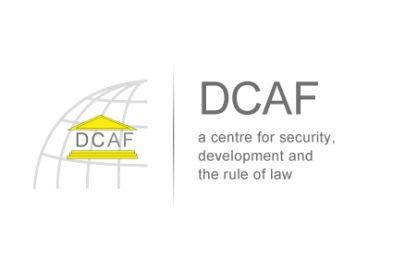 DCAF
DCAF
a centre for security,
development and
the rule of law